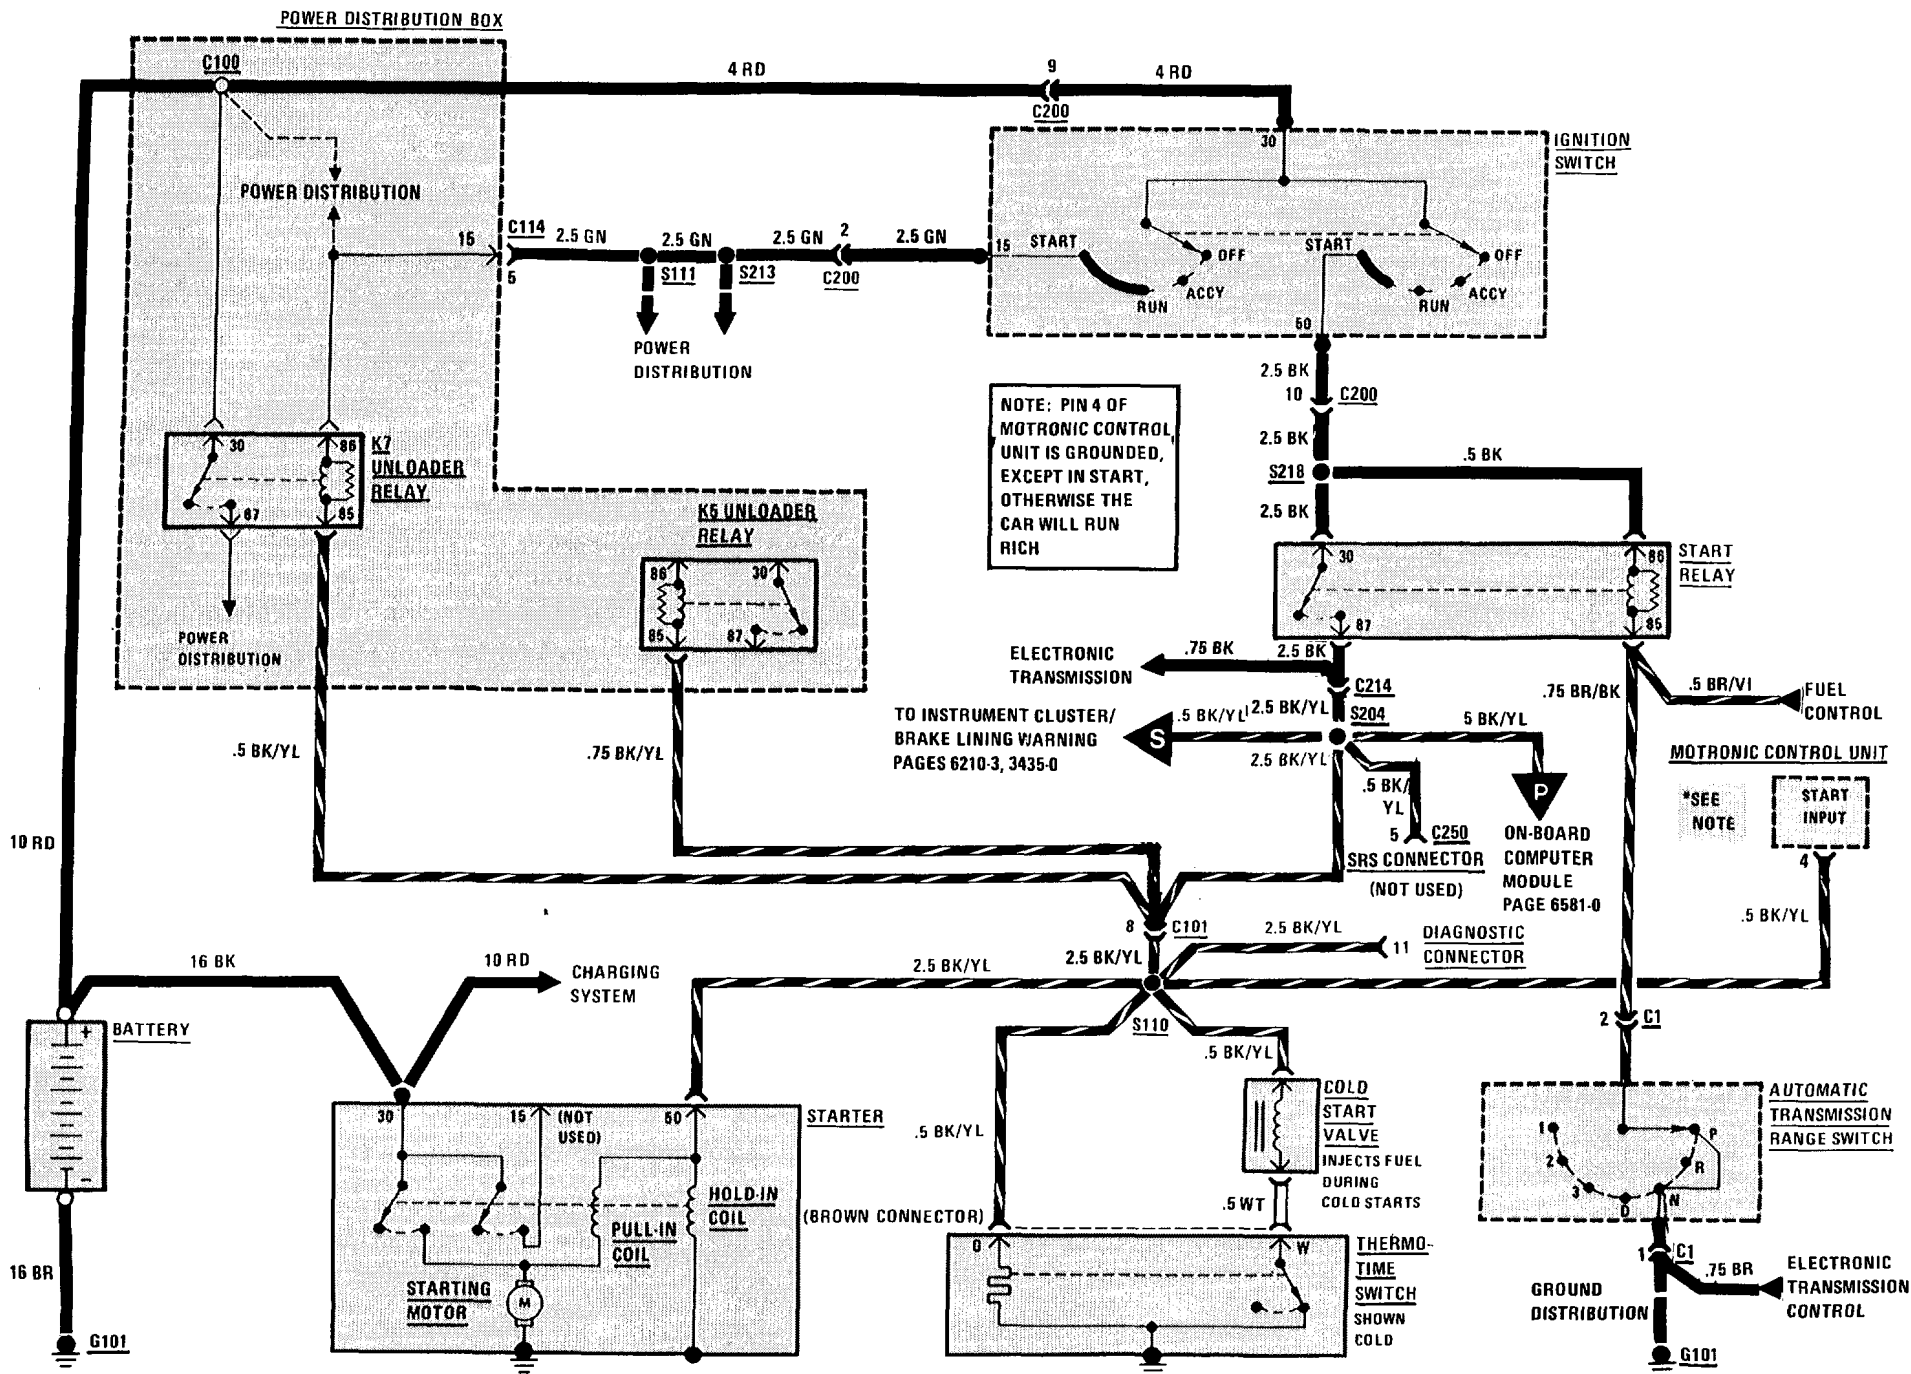 POWER DISTRIBUTION BOX
C100
4 RD
9
4 RD
C200
30
IGNITION
SWITCH
POWER DISTRIBUTION
15
C114
2.5 GN
2.5 GN
2.5 GN
2
2.5 GN
5
S111
S213
C200
15
START
OFF
ACCY
RUN
START
OFF
ACCY
RUN
50
POWER
DISTRIBUTION
2.5 BK
10
C200
2.5 BK
S218
.5 BK
2.5 BK
NOTE: PIN 4 OF
MOTRONIC CONTROL
UNIT IS GROUNDED,
EXCEPT IN START,
OTHERWISE THE
CAR WILL RUN
RICH
30
86
K7
UNLOADER
RELAY
87
85
K5 UNLOADER
RELAY
86
30
85
87
POWER
DISTRIBUTION
30
86
START
RELAY
87
85
ELECTRONIC
TRANSMISSION
.75 BK
2.5 BK
C214
.75 BR/BK
.5 BR/VI
FUEL
CONTROL
TO INSTRUMENT CLUSTER/
BRAKE LINING WARNING
PAGES 6210-3, 3435-0
S
.5 BK/YL
2.5 BK/YL
S204
5 BK/YL
2.5 BK/YL
.5 BK/
YL
5
C250
SRS CONNECTOR
(NOT USED)
P
ON-BOARD
COMPUTER
MODULE
PAGE 6581-0
MOTRONIC CONTROL UNIT
*SEE
NOTE
START
INPUT
4
.5 BK/YL
.5 BK/YL
.75 BK/YL
10 RD
8
C101
2.5 BK/YL
2.5 BK/YL
11
DIAGNOSTIC
CONNECTOR
16 BK
10 RD
CHARGING
SYSTEM
2.5 BK/YL
S110
.5 BK/YL
2
C1
BATTERY
+
-
30
15
(NOT
USED)
50
STARTER
HOLD-IN
COIL
PULL-IN
COIL
STARTING
MOTOR
M
.5 BK/YL
COLD
START
VALVE
INJECTS FUEL
DURING
COLD STARTS
.5 WT
(BROWN CONNECTOR)
G
W
THERMO-
TIME
SWITCH
SHOWN
COLD
AUTOMATIC
TRANSMISSION
RANGE SWITCH
1
2
3
D
N
R
P
1
C1
.75 BR
ELECTRONIC
TRANSMISSION
CONTROL
GROUND
DISTRIBUTION
G101
16 BR
G101